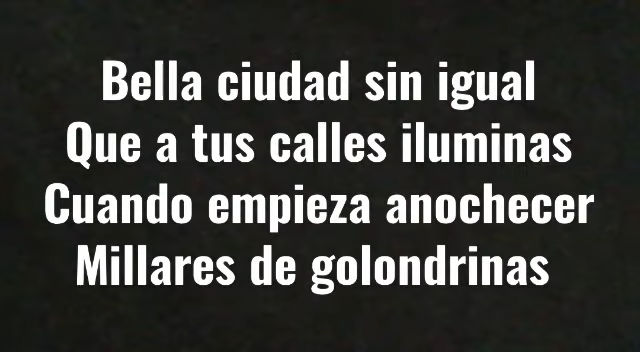 Bella ciudad sin igual
Que a tus calles iluminas
Cuando empieza anochecer
Millares de golondrinas